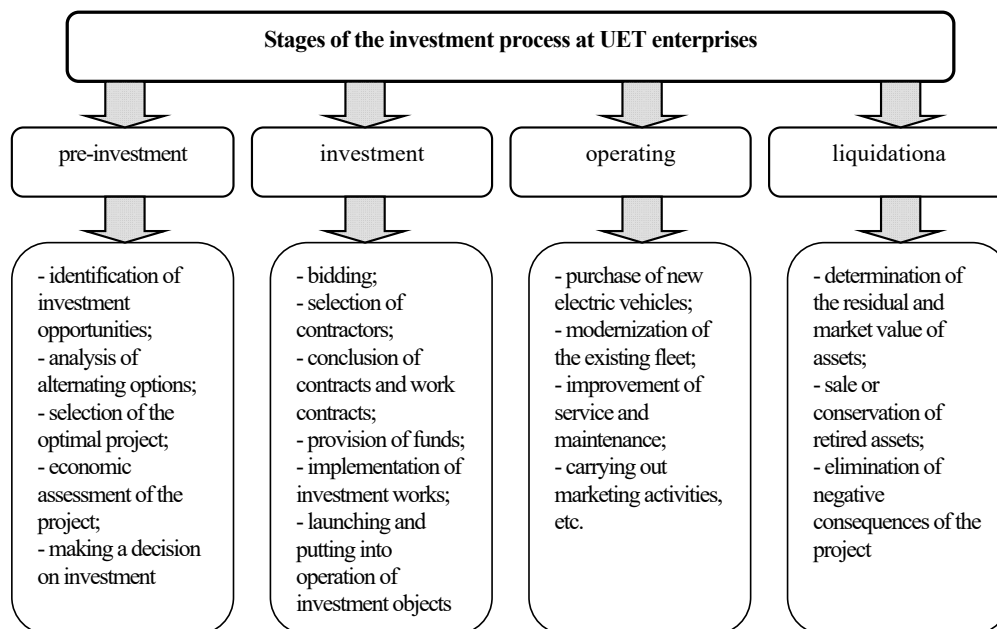 Stages of the investment process at UET enterprises
pre-investment
investment
operating
liquidationa
- identification of
investment
opportunities;
- analysis of
alternating options;
- selection of the
optimal project;
- economic
assessment of the
project;
- making a decision
on investment
- bidding;
- selection of
contractors;
- conclusion of
contracts and work
contracts;
- provision of funds;
- implementation of
investment works;
- launching and
putting into
operation of
investment objects
- purchase of new
electric vehicles;
- modernization of
the existing fleet;
- improvement of
service and
maintenance;
- carrying out
marketing activities,
etc.
- determination of
the residual and
market value of
assets;
- sale or
conservation of
retired assets;
- elimination of
negative
consequences of the
project